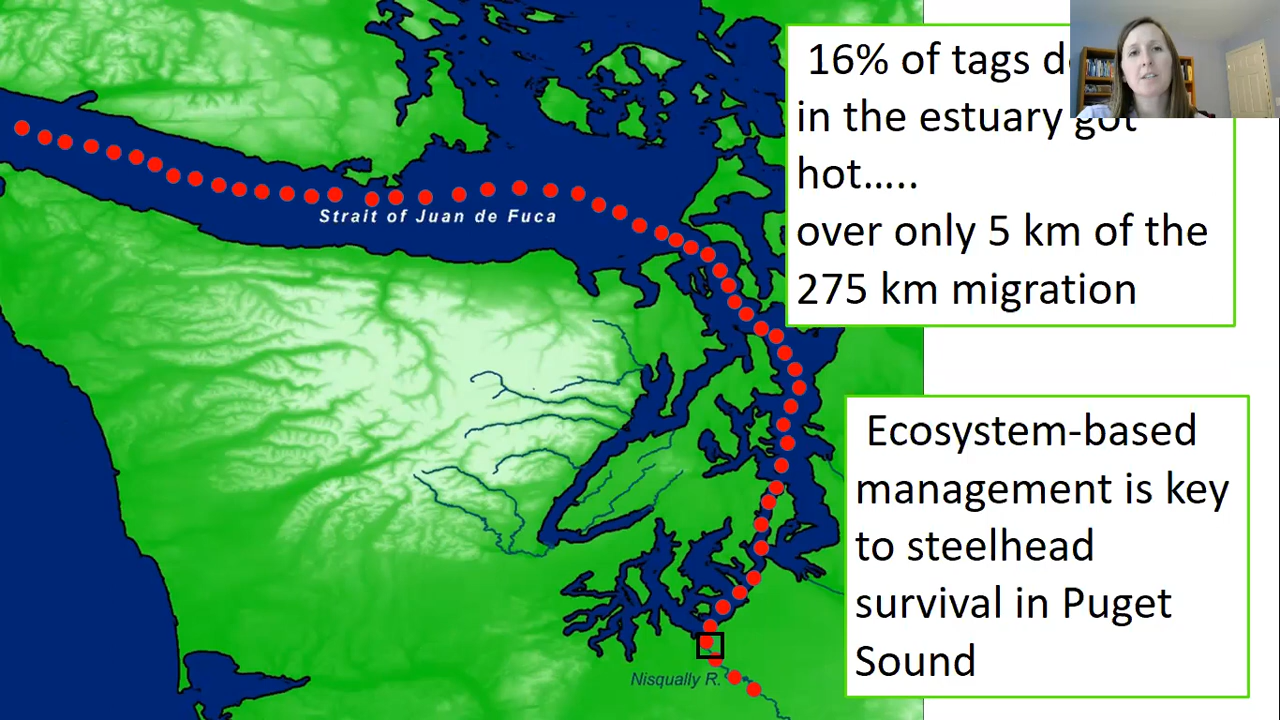 16% of tags
in the estuary got
hot.....
over only 5 km of the
275 km migration
Strait of Juan de Fuca
Ecosystem-based
management is key
to steelhead
survival in Puget
Sound
Nisqually R.